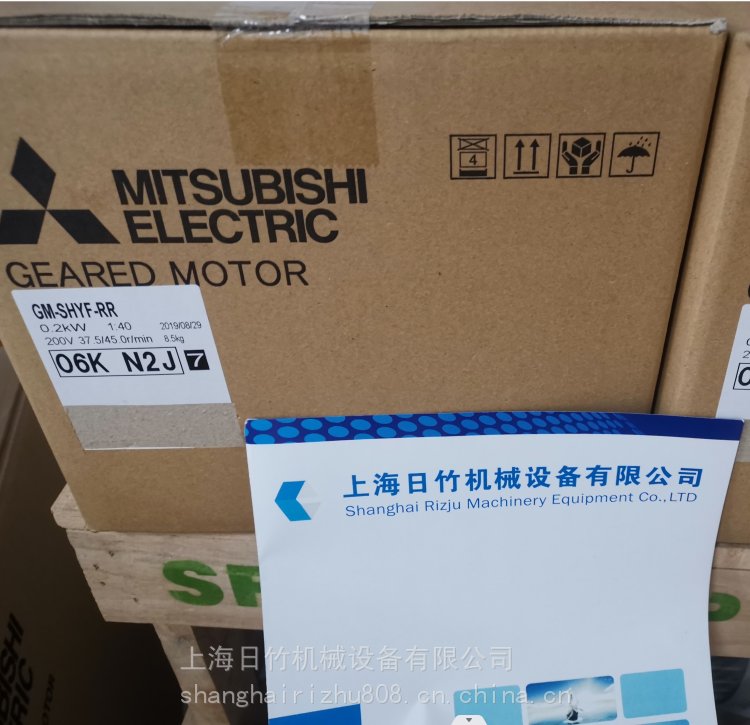 4
MITSUBISHI
ELECTRIC
GEARED MOTOR
GM-SHYF-RR
0.2kW 1:40 2019/08/29
200V 37.5/45.0r/min 8.5kg
06K N2J 7
上海日竹机械设备有限公司
Shanghai Rizju Machinery Equipment Co.,LTD
上海日竹机械设备有限公司
shanghairizhu808.cn.china.cn
MOTOR